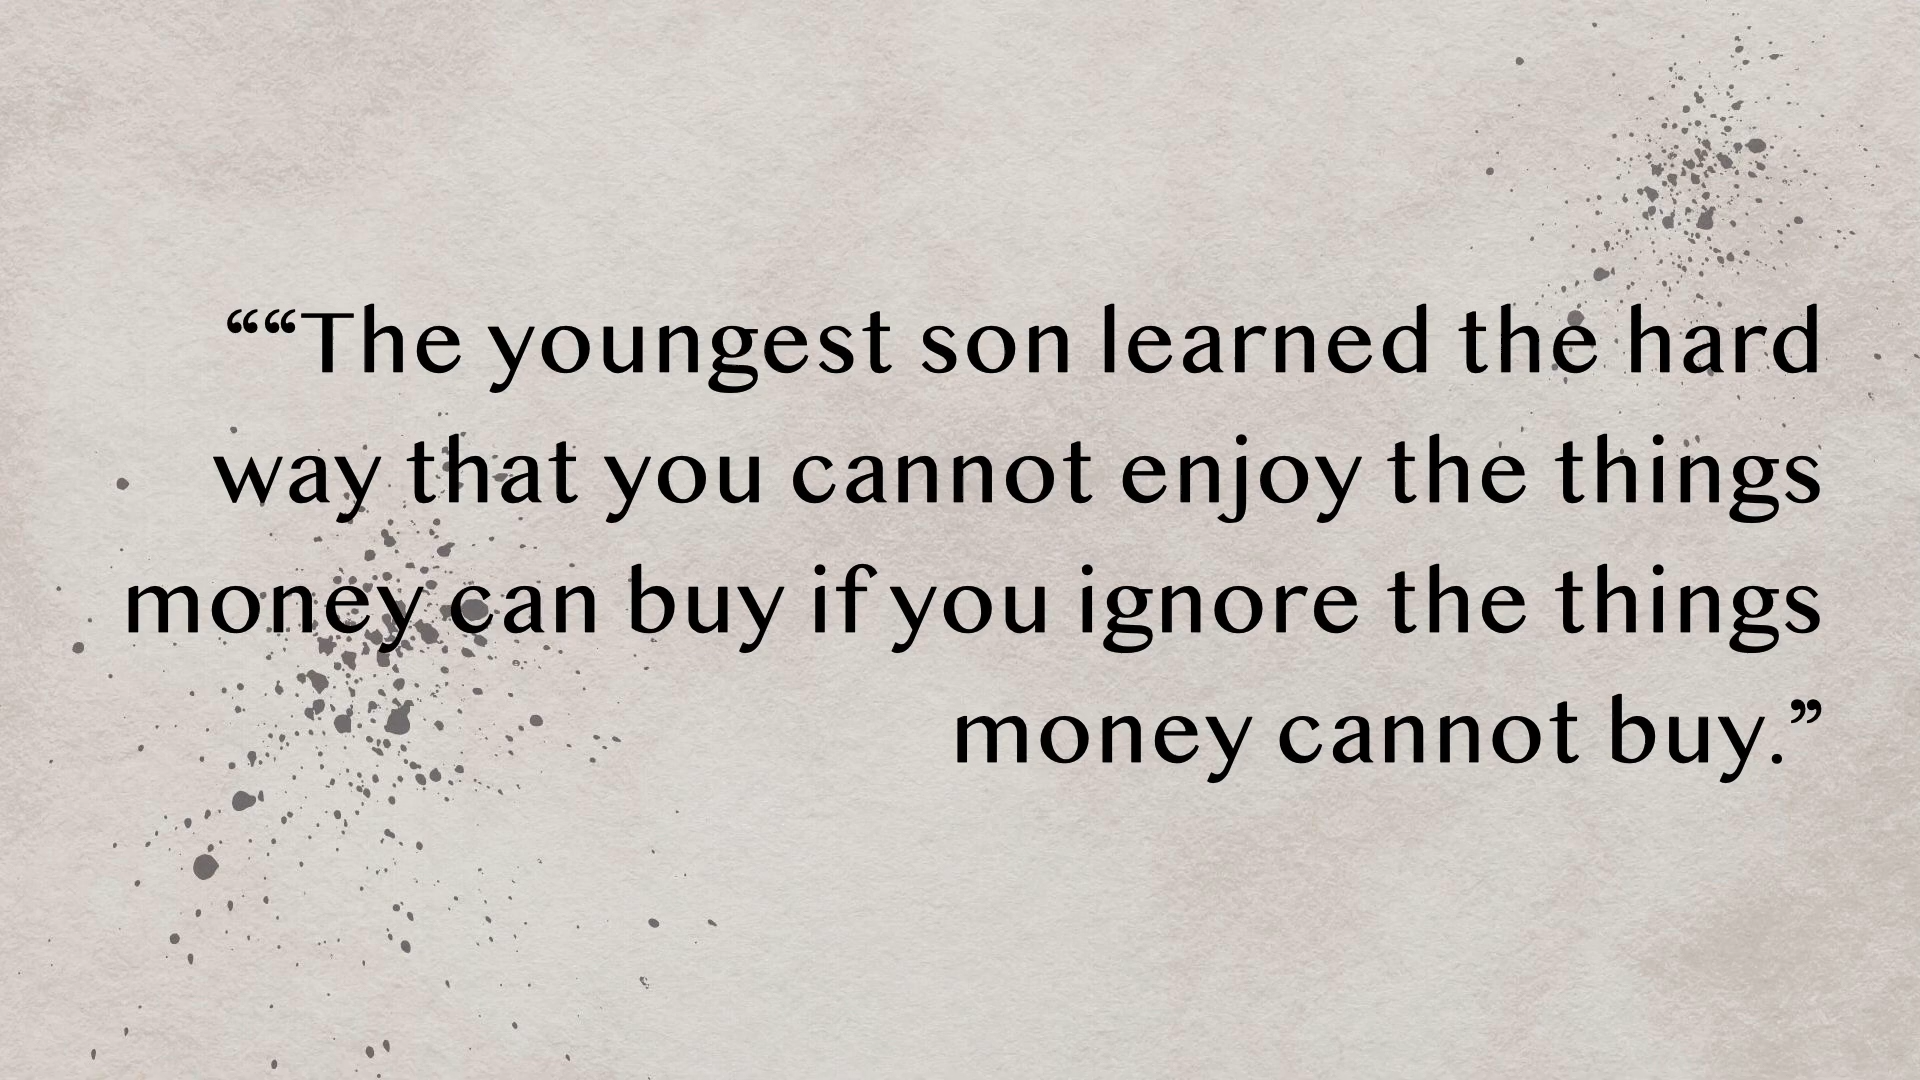 ““The youngest son learned the hard
way that you cannot enjoy the things
money can buy if you ignore the things
money cannot buy.”